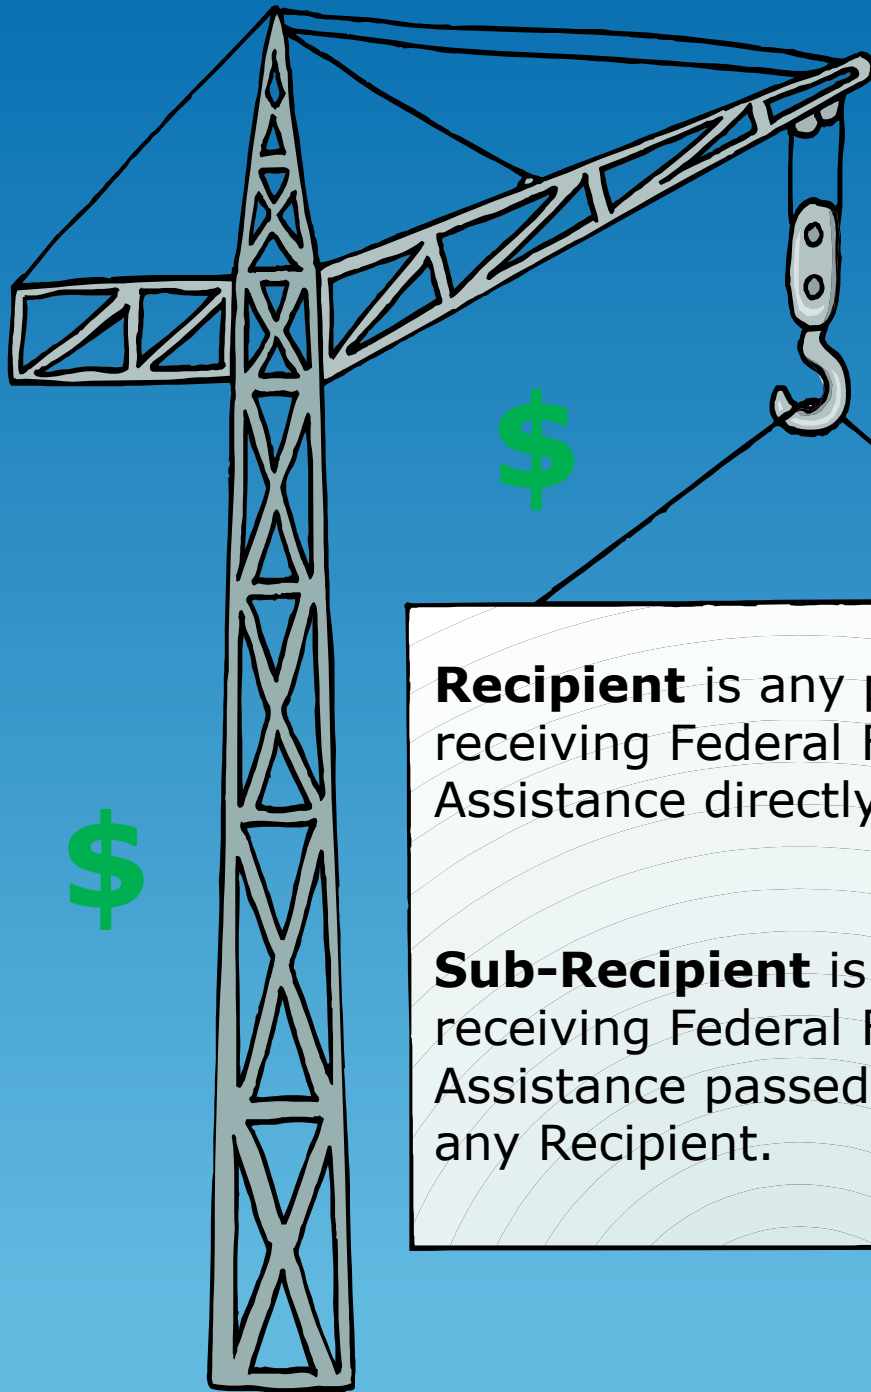 $
$
Recipient is any
receiving Federal
Assistance directly
Sub-Recipient is
receiving Federal
Assistance passed
any Recipient.